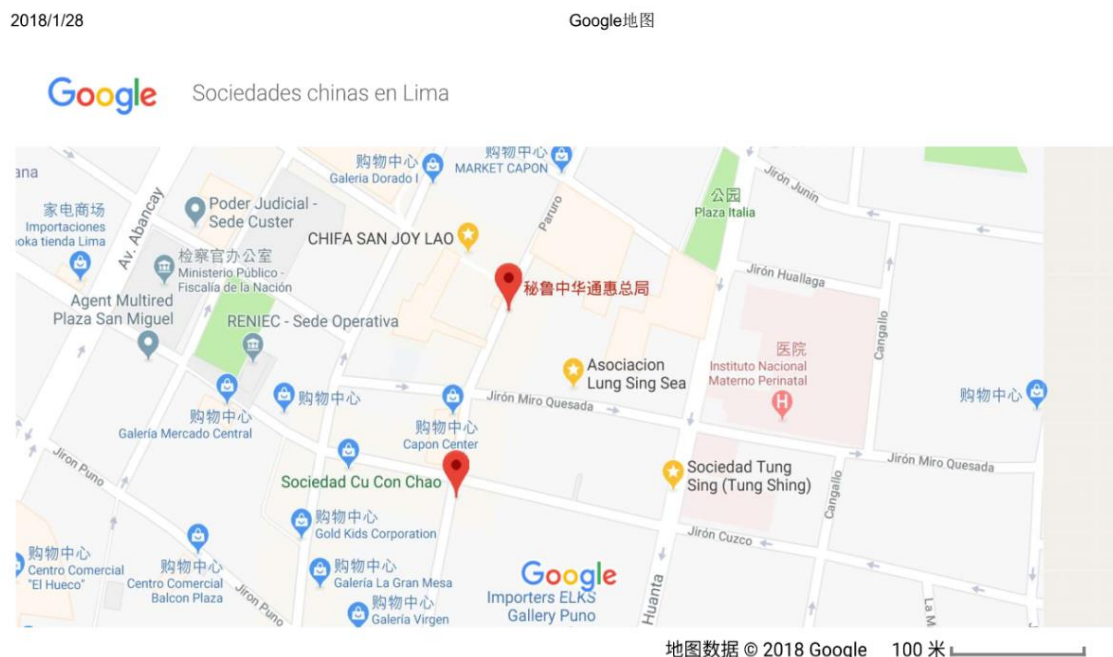 2018/1/28
Google地图
Google
Sociedades chinas en Lima
购物中心
Galeria Dorado I
购物中心
MARKET CAPON
Jirón Junín
ana
公园
Plaza Italia
家电商场
Importaciones
oka tienda Lima
Av. Abancay
Poder Judicial -
Sede Custer
Paruro
CHIFA SAN JOY LAO
检察官办公室
Ministerio Público -
Fiscalía de la Nación
秘鲁中华通惠总局
Jirón Huallaga
Agent Multired
Plaza San Miguel
RENIEC - Sede Operativa
Cangallo
医院
Instituto Nacional
Materno Perinatal
Asociacion
Lung Sing Sea
购物中心
购物中心
Jirón Miro Quesada
购物中心
Galería Mercado Central
购物中心
Capon Center
Jiron Puno
Sociedad Cu Con Chao
Sociedad Tung
Sing (Tung Shing)
Jirón Miro Quesada
Cangallo
购物中心
Gold Kids Corporation
Jirón Cuzco
购物中心
Centro Comercial
"El Hueco"
购物中心
Centro Comercial
Balcon Plaza
Jiron Puno
购物中心
Galería La Gran Mesa
购物中心
Galería Virgen
Google
Importers ELKS
Gallery Puno
Huanta
La M
地图数据 © 2018 Google
100 米